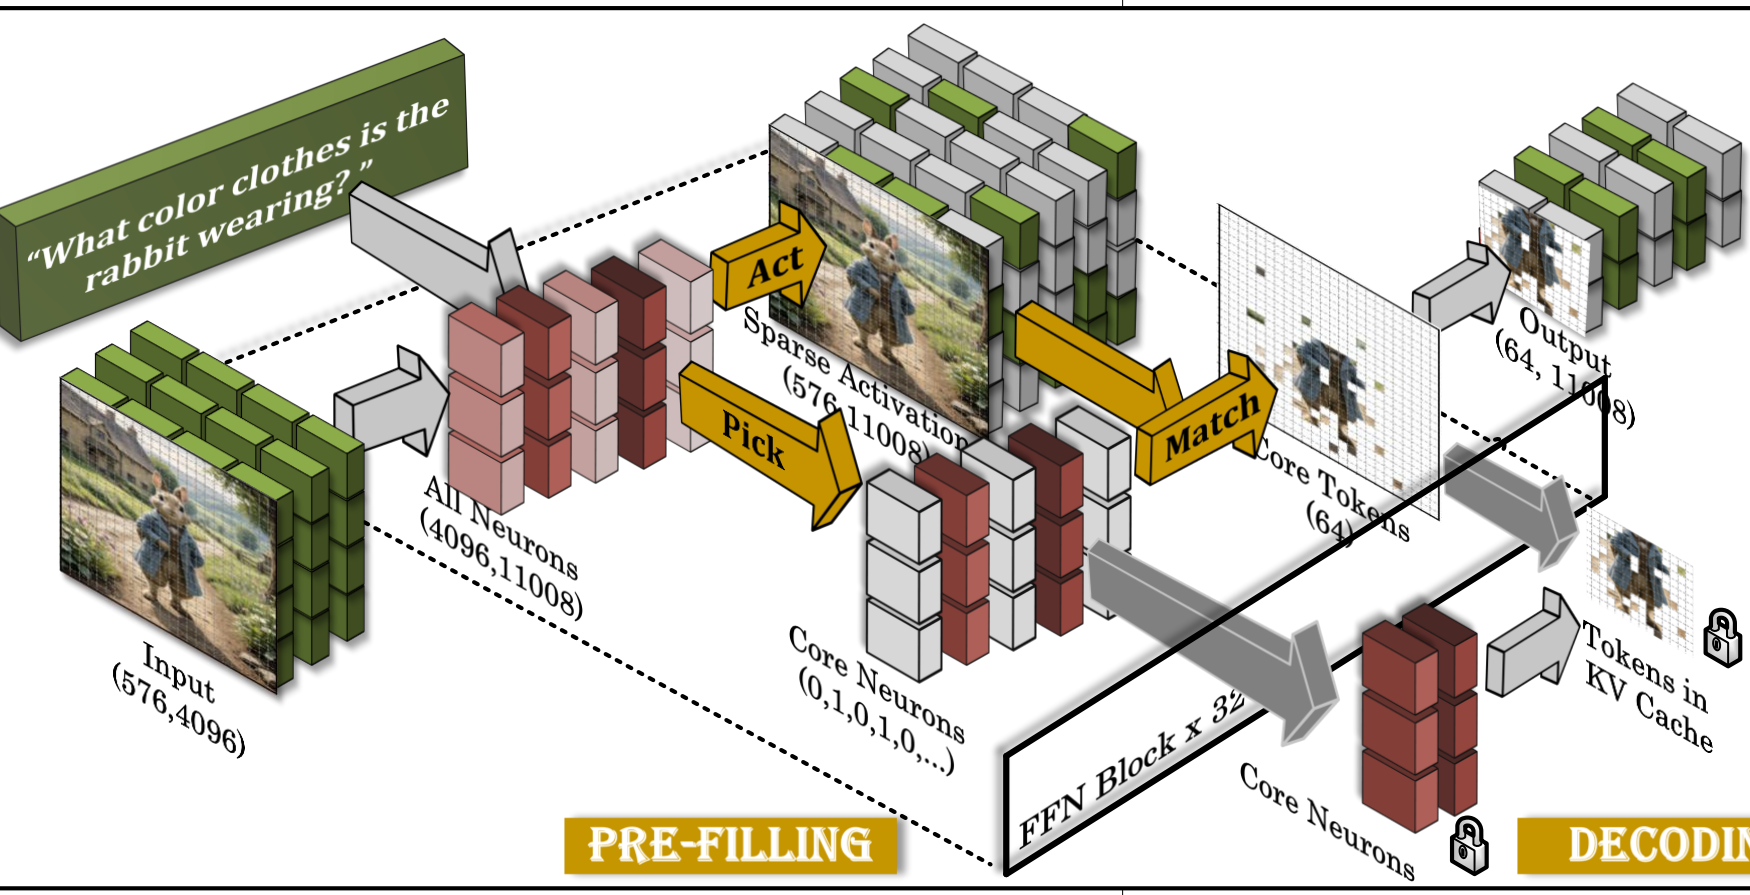 “What color clothes is the
rabbit wearing? ”
Input
(576,4096)
All Neurons
(4096,11008)
Act
Pick
Sparse Activation
(576,11008)
Match
Core Neurons
(0,1,0,1,0,...)
Core Tokens
(64)
Output
(64, 11008)
FFN Block x 32
Core Neurons
Tokens in
KV Cache
PRE-FILLING
DECODIN